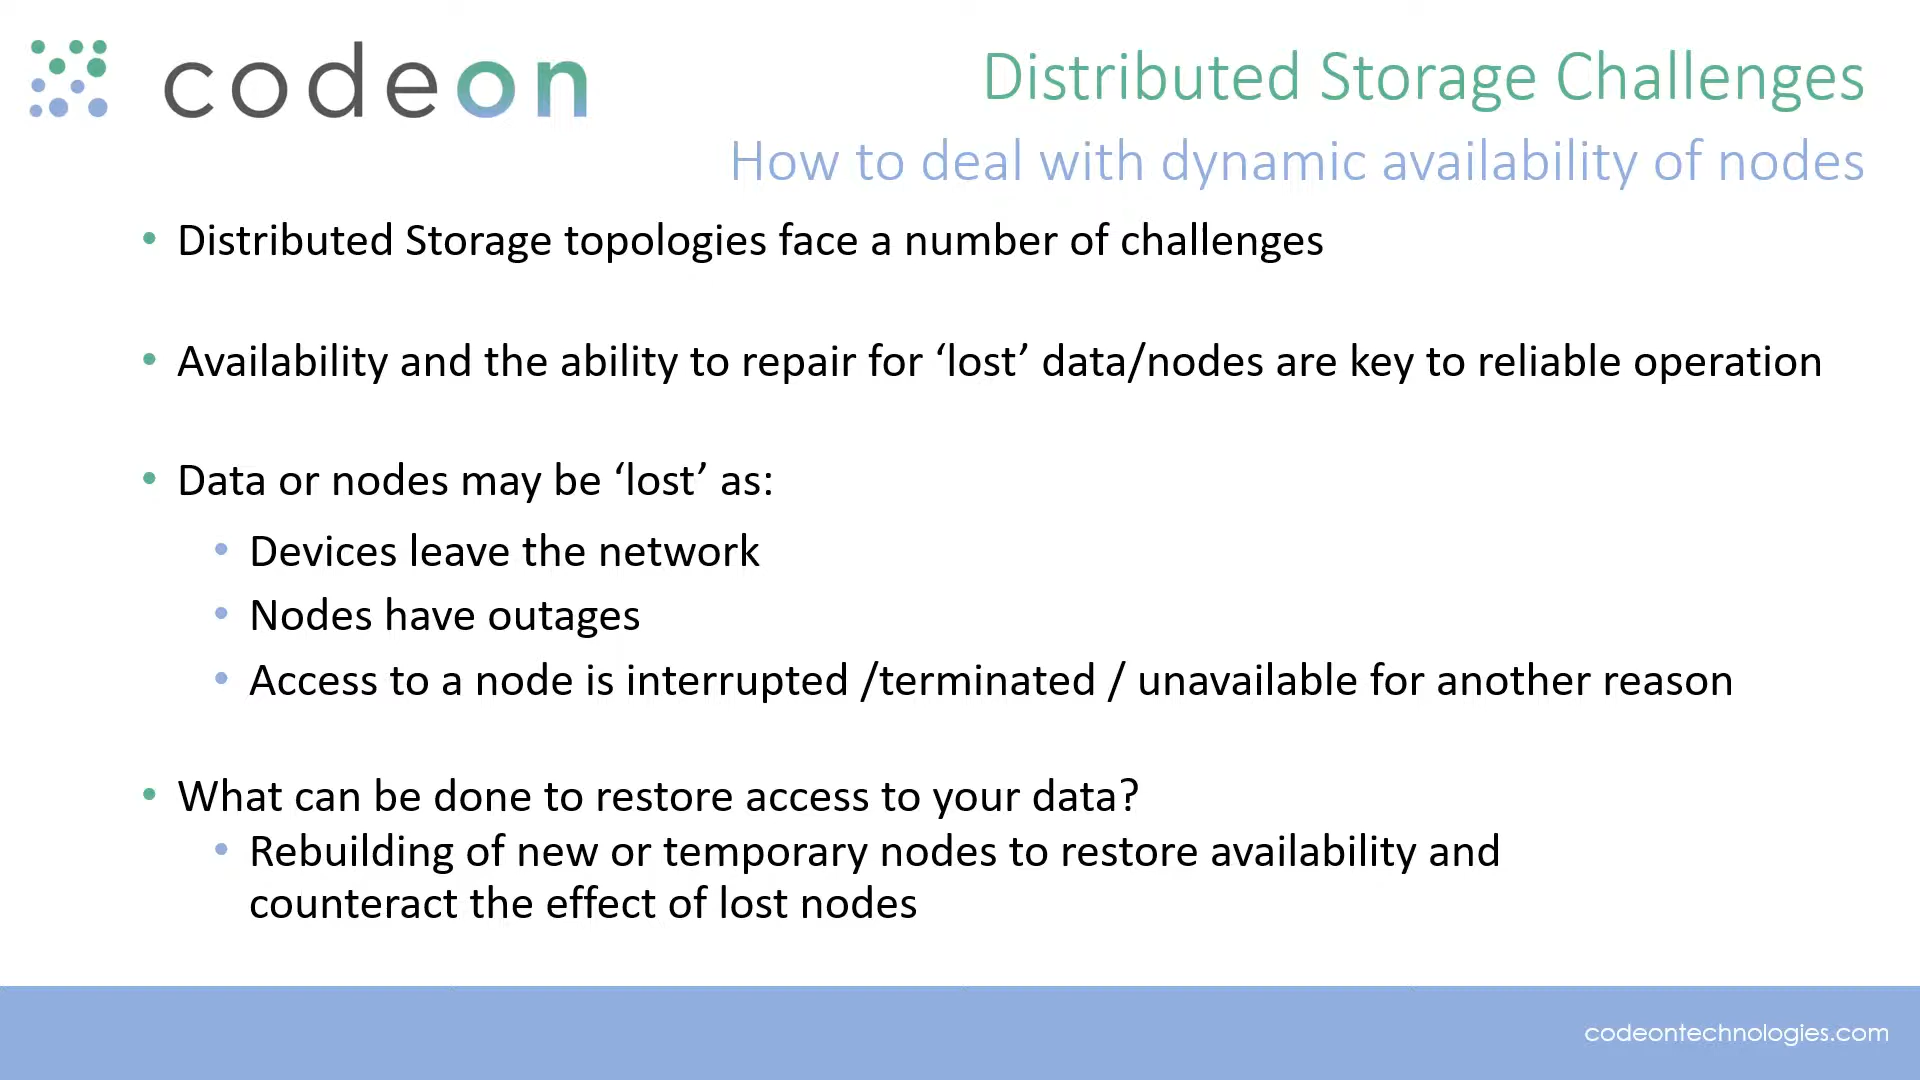 codeon
Distributed Storage Challenges
How to deal with dynamic availability of nodes
• Distributed Storage topologies face a number of challenges
• Availability and the ability to repair for ‘lost’ data/nodes are key to reliable operation
• Data or nodes may be ‘lost’ as:
• Devices leave the network
• Nodes have outages
• Access to a node is interrupted /terminated / unavailable for another reason
• What can be done to restore access to your data?
• Rebuilding of new or temporary nodes to restore availability and
counteract the effect of lost nodes
codeontechnologies.com